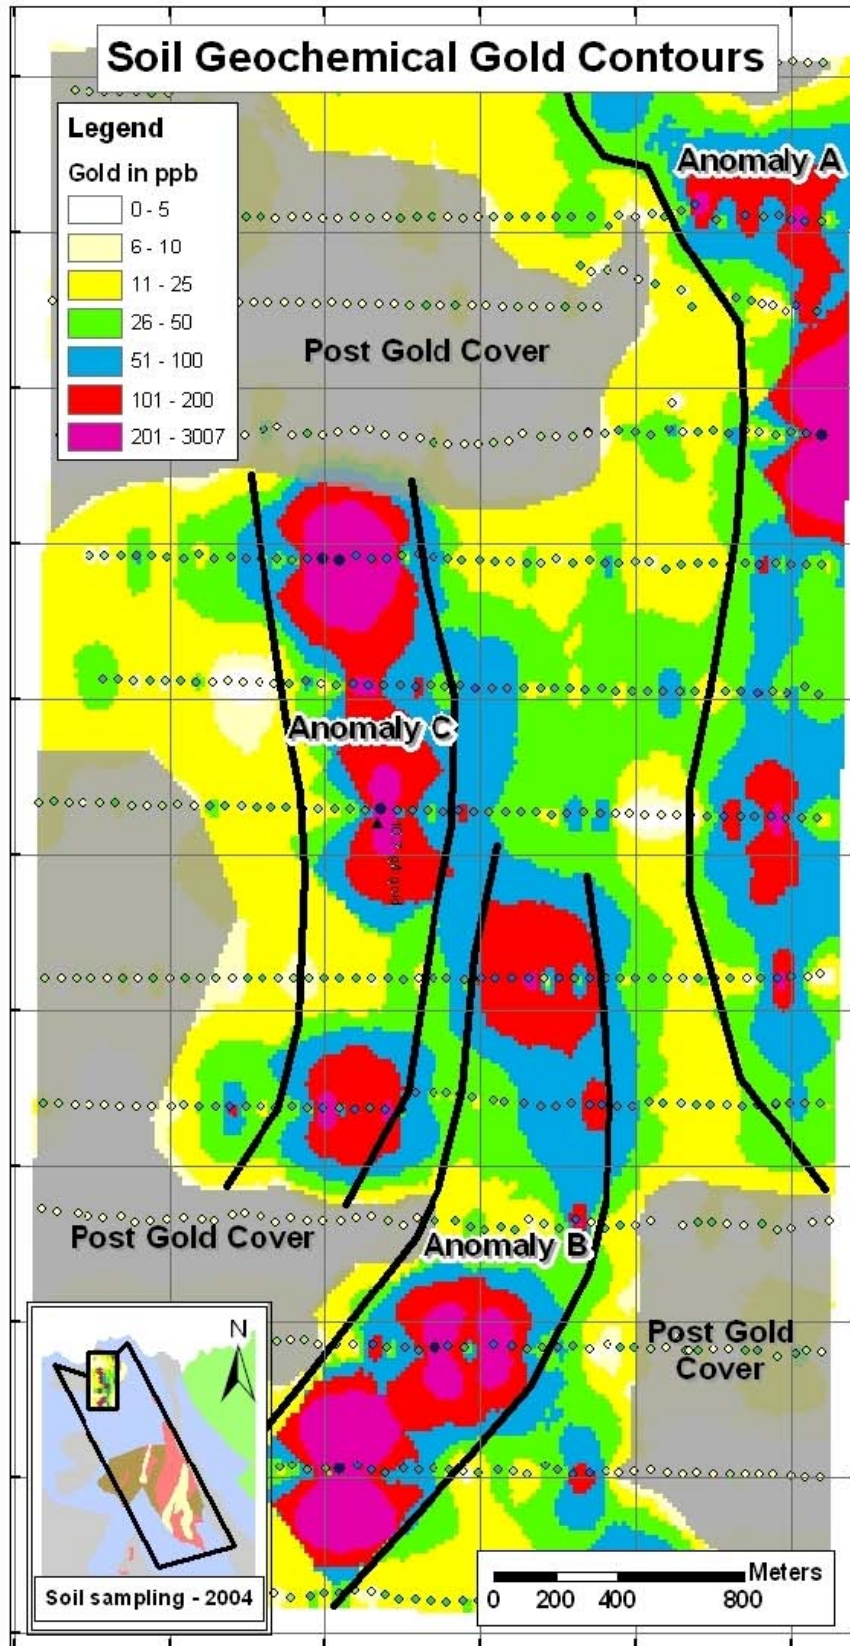 Soil Geochemical Gold Contours
Legend
Gold in ppb
0 - 5
6 - 10
11 - 25
26 - 50
51 - 100
101 - 200
201 - 3007
Anomaly A
Post Gold Cover
Anomaly C
Post Gold Cover
Anomaly B
Post Gold
Cover
N
Soil sampling - 2004
Meters
0 200 400 800